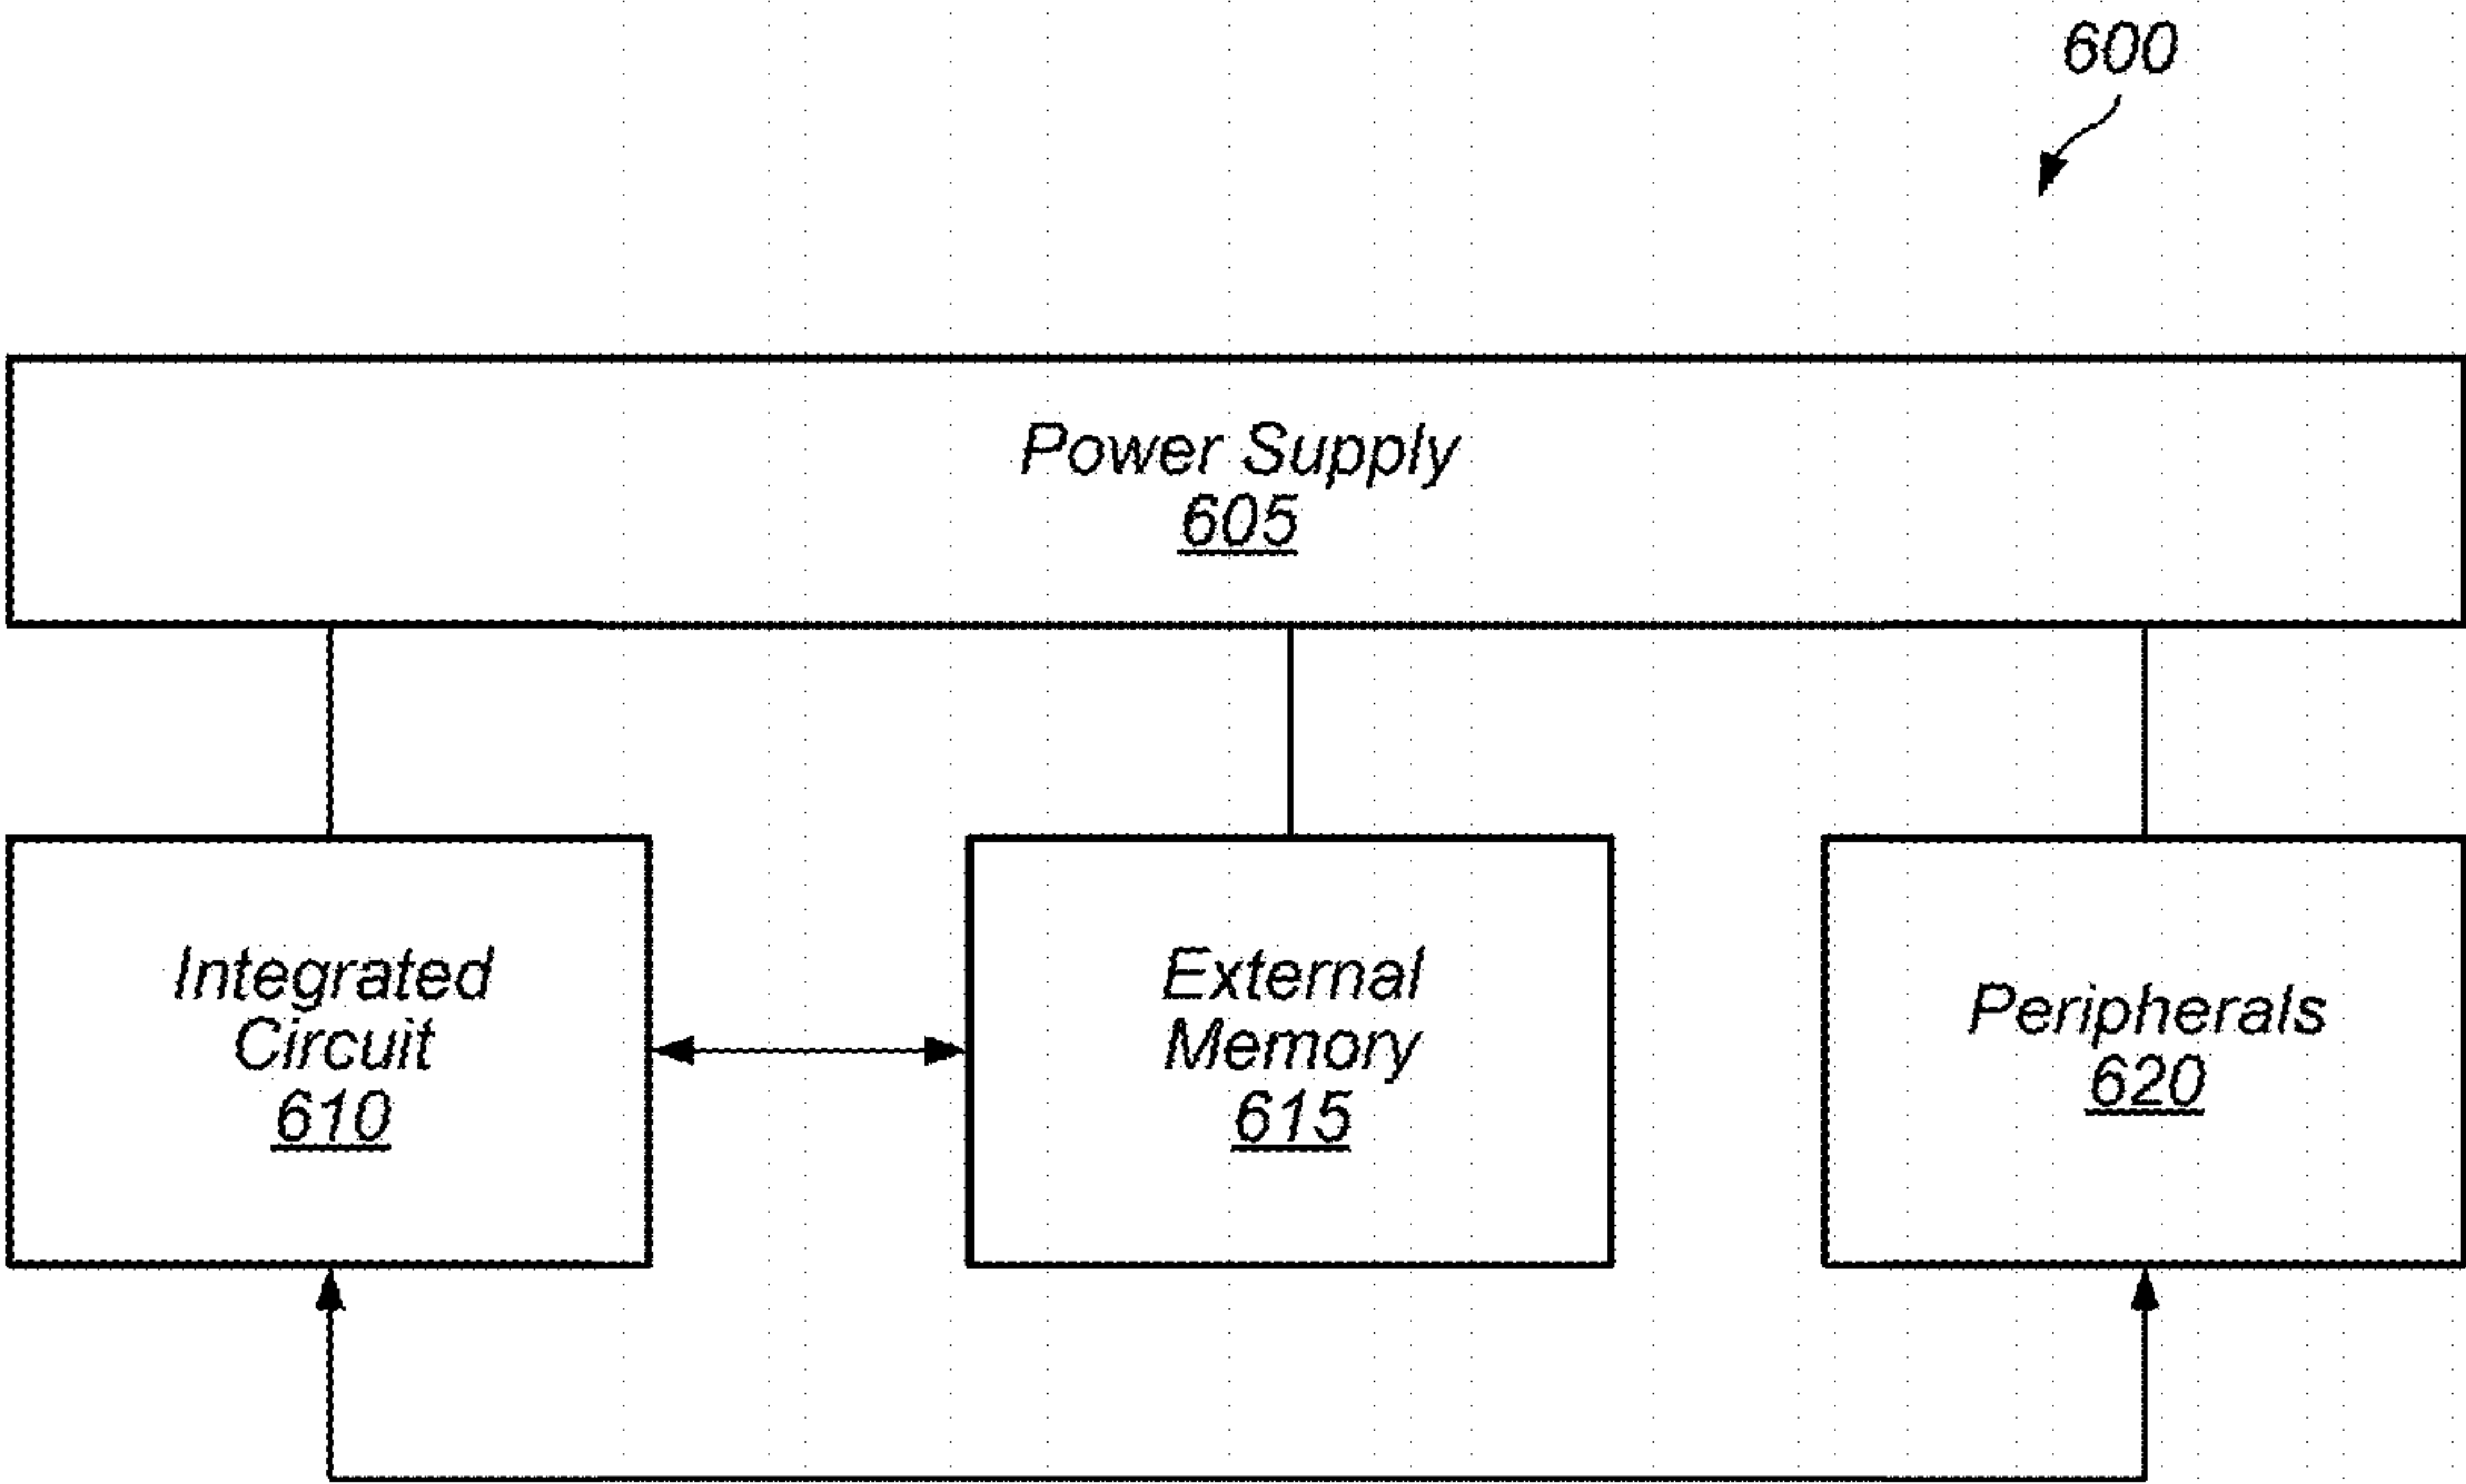 600
Power Supply
605
Integrated
Circuit
610
External
Memory
615
Peripherals
620